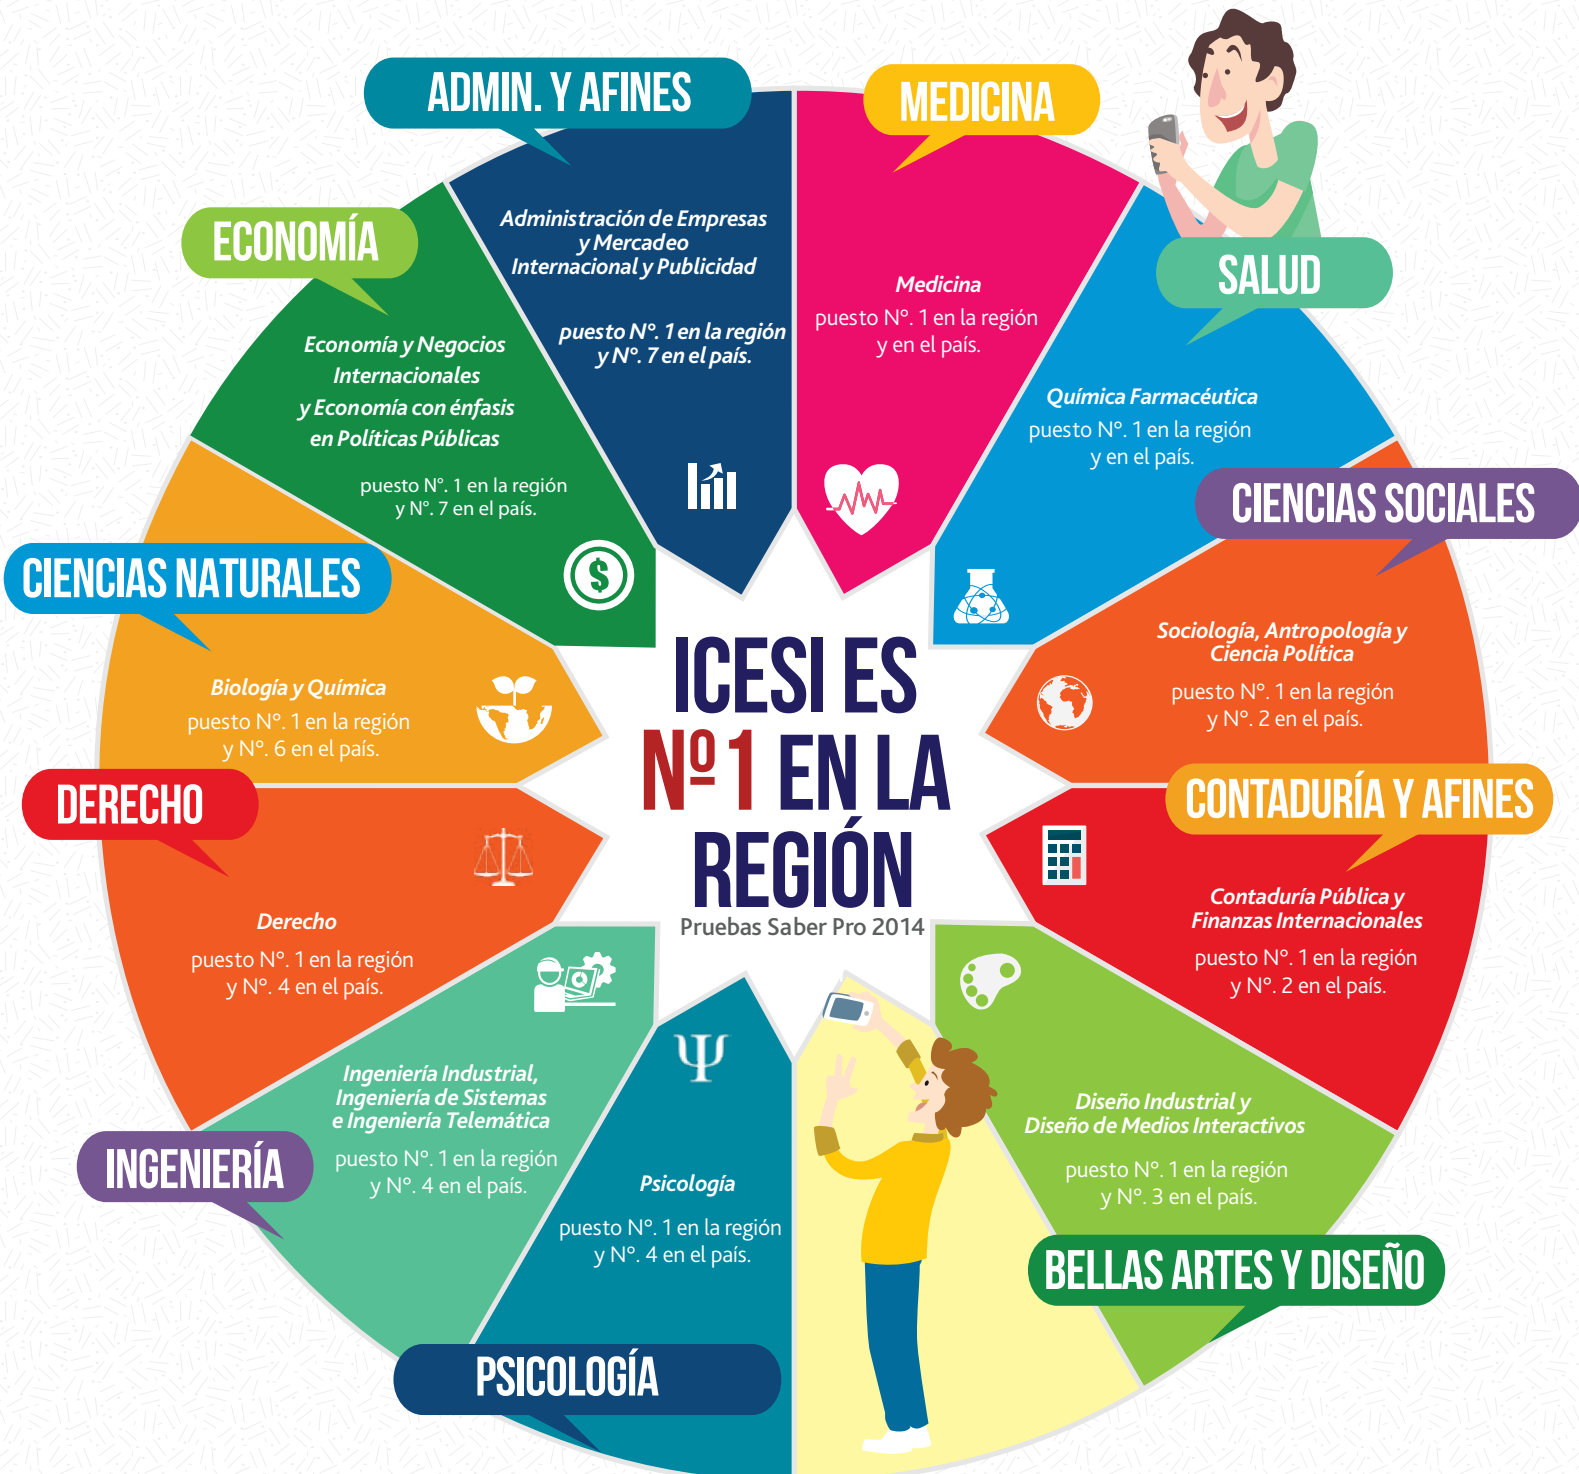 ADMIN. Y AFINES
Administración de Empresas
y Mercadeo
Internacional y Publicidad
puesto N°. 1 en la región
y N°. 7 en el país.
MEDICINA
Medicina
puesto N°. 1 en la región
y en el país.
SALUD
Química Farmacéutica
puesto N°. 1 en la región
y en el país.
CIENCIAS SOCIALES
Sociología, Antropología y
Ciencia Política
puesto N°. 1 en la región
y N°. 2 en el país.
CONTADURÍA Y AFINES
Contaduría Pública y
Finanzas Internacionales
puesto N°. 1 en la región
y N°. 2 en el país.
BELLAS ARTES Y DISEÑO
Diseño Industrial y
Diseño de Medios Interactivos
puesto N°. 1 en la región
y N°. 3 en el país.
PSICOLOGÍA
Ψ
Psicología
puesto N°. 1 en la región
y N°. 4 en el país.
INGENIERÍA
Ingeniería Industrial,
Ingeniería de Sistemas
e Ingeniería Telemática
puesto N°. 1 en la región
y N°. 4 en el país.
DERECHO
Derecho
puesto N°. 1 en la región
y N°. 4 en el país.
CIENCIAS NATURALES
Biología y Química
puesto N°. 1 en la región
y N°. 6 en el país.
ECONOMÍA
Economía y Negocios
Internacionales
y Economía con énfasis
en Políticas Públicas
puesto N°. 1 en la región
y N°. 7 en el país.
$
ICESI ES
Nº 1 EN LA
REGIÓN
Pruebas Saber Pro 2014